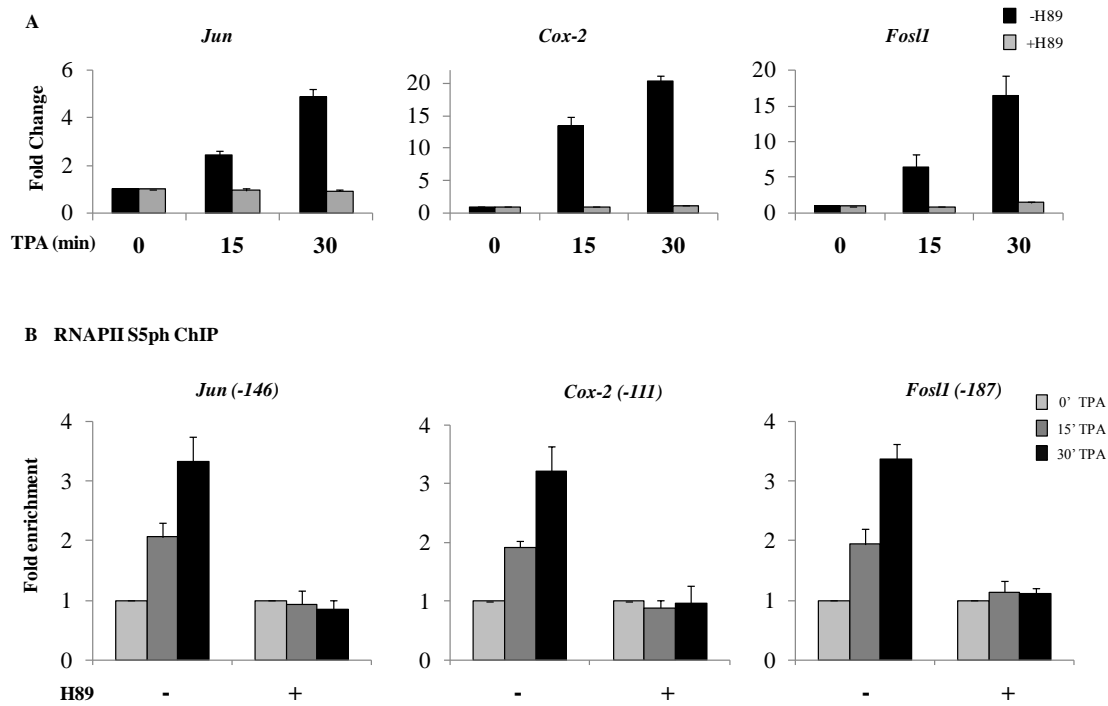 A
-H89
+H89
Jun
Cox-2
Fosl1
Fold Change
6
4
2
0
20
15
10
5
0
20
15
10
5
0
TPA (min)
0
15
30
0
15
30
0
15
30
B RNAPII S5ph ChIP
Jun (-146)
Cox-2 (-111)
Fosl1 (-187)
0' TPA
15' TPA
30' TPA
Fold enrichment
4
3
2
1
0
4
3
2
1
0
4
3
2
1
0
H89
-
+
-
+
-
+